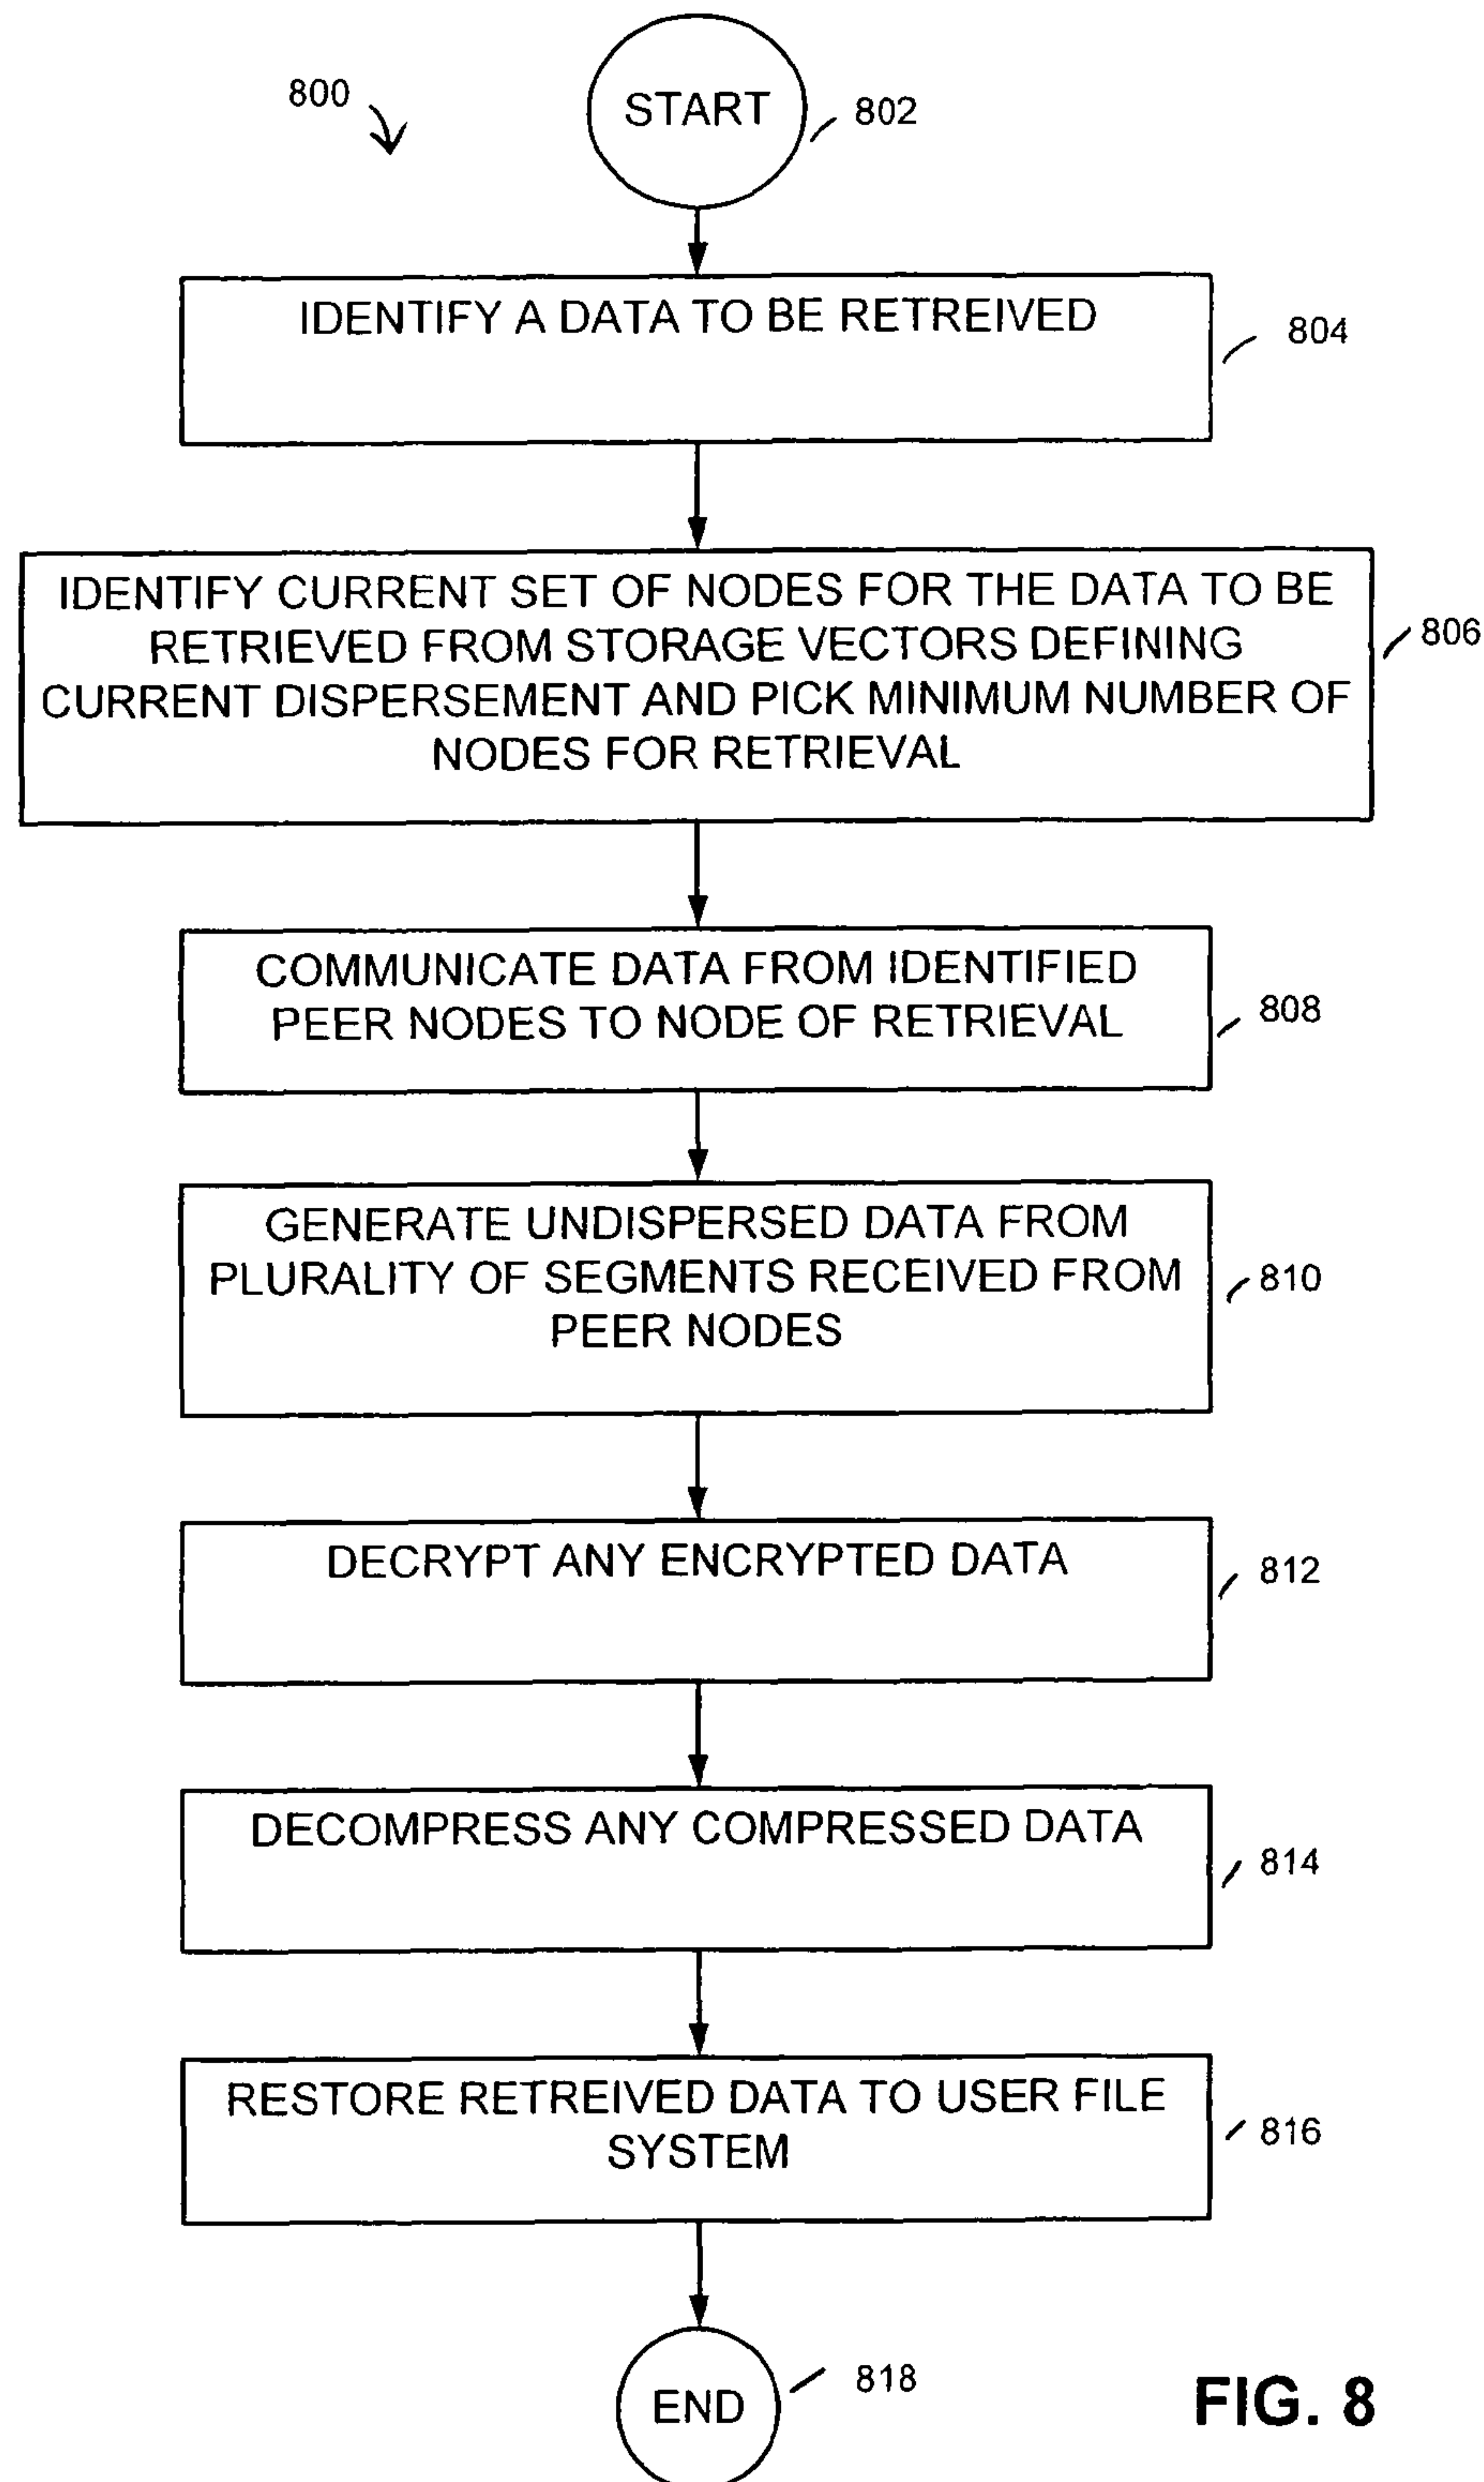 800
START
802
IDENTIFY A DATA TO BE RETREIVED
804
IDENTIFY CURRENT SET OF NODES FOR THE DATA TO BE
RETRIEVED FROM STORAGE VECTORS DEFINING
CURRENT DISPERSEMENT AND PICK MINIMUM NUMBER OF
NODES FOR RETRIEVAL
806
COMMUNICATE DATA FROM IDENTIFIED
PEER NODES TO NODE OF RETRIEVAL
808
GENERATE UNDISPERSED DATA FROM
PLURALITY OF SEGMENTS RECEIVED FROM
PEER NODES
810
DECRYPT ANY ENCRYPTED DATA
812
DECOMPRESS ANY COMPRESSED DATA
814
RESTORE RETREIVED DATA TO USER FILE
SYSTEM
816
END
818
FIG. 8